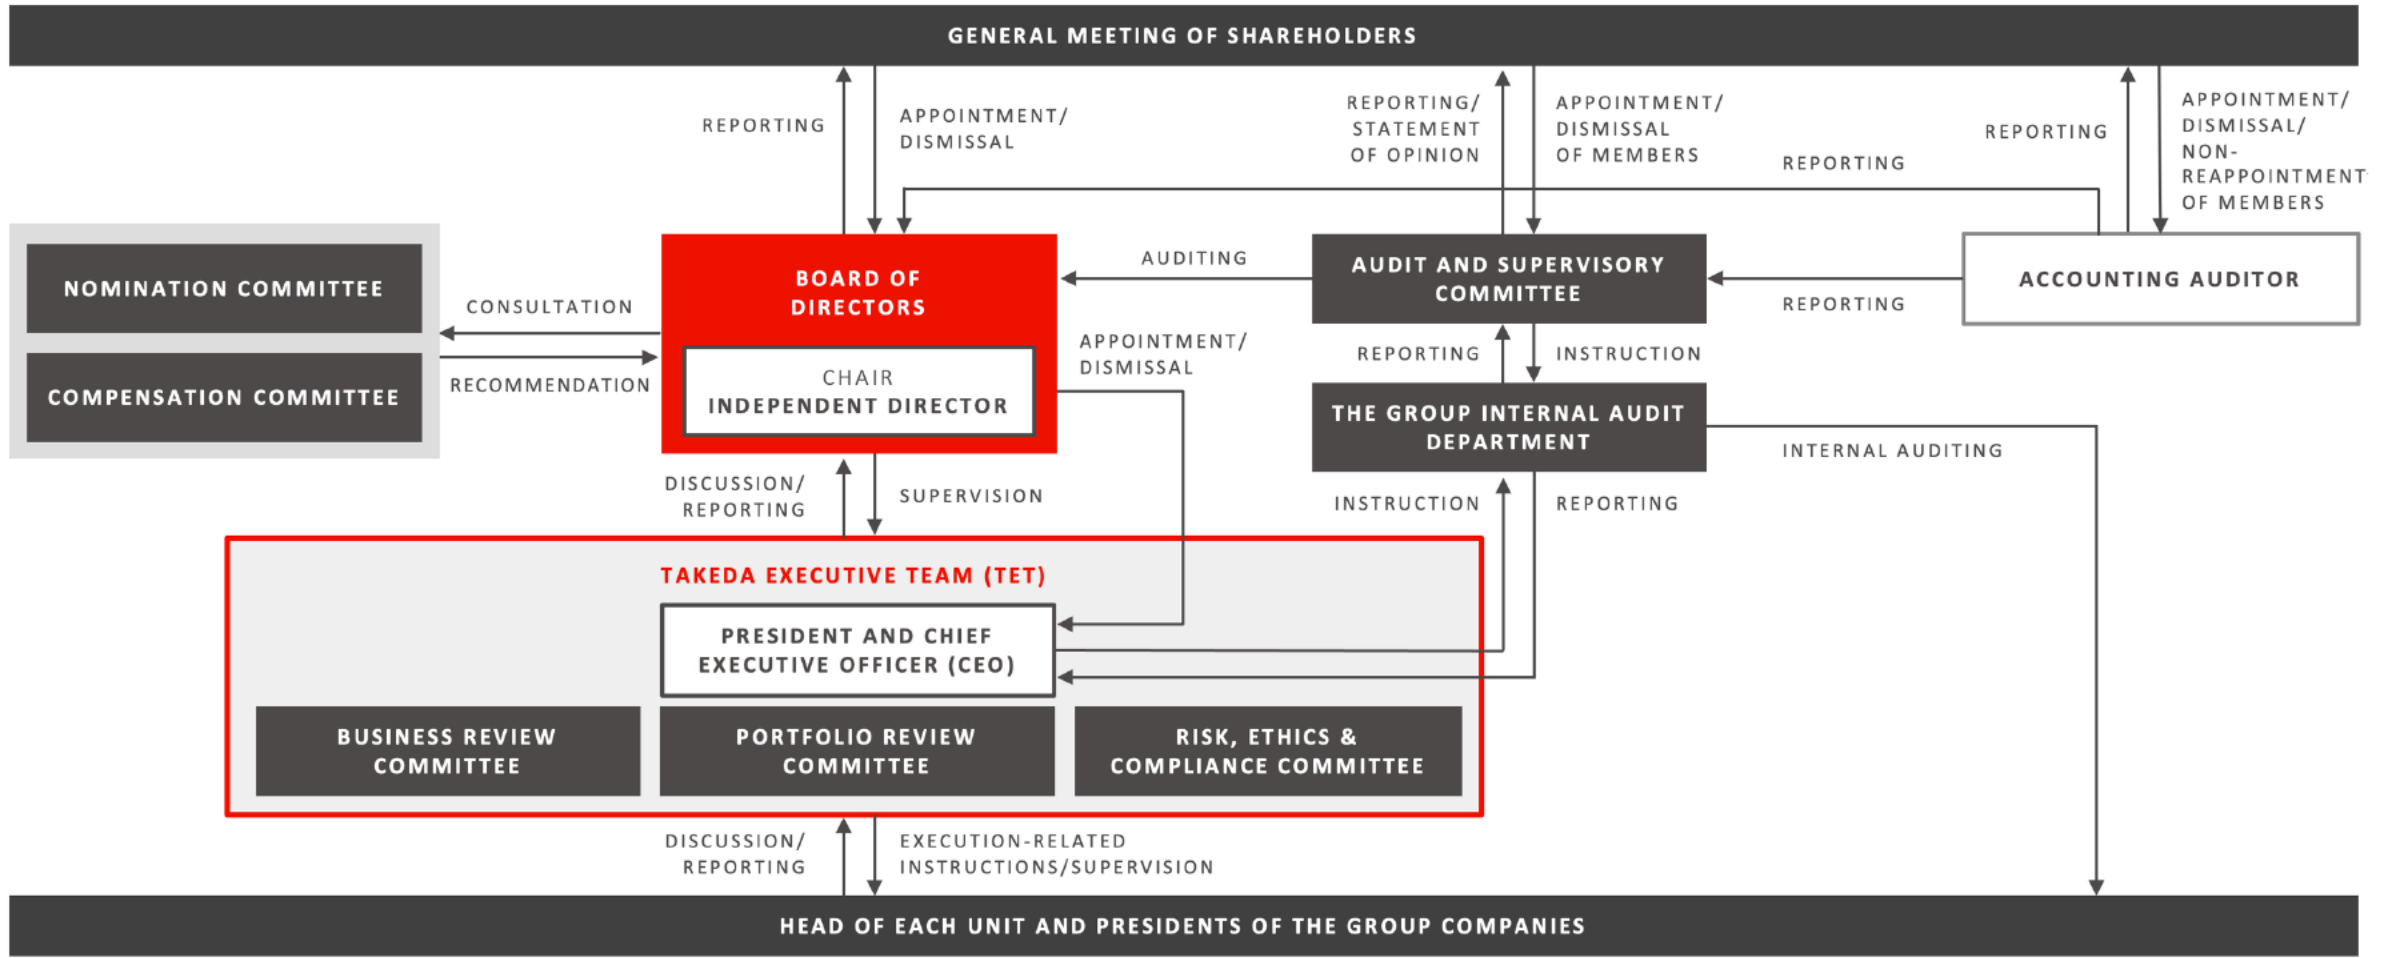 GENERAL MEETING OF SHAREHOLDERS
REPORTING
APPOINTMENT/
DISMISSAL
REPORTING/
STATEMENT
OF OPINION
APPOINTMENT/
DISMISSAL
OF MEMBERS
REPORTING
REPORTING
APPOINTMENT/
DISMISSAL/
NON-
REAPPOINTMENT
OF MEMBERS
NOMINATION COMMITTEE
COMPENSATION COMMITTEE
CONSULTATION
RECOMMENDATION
BOARD OF
DIRECTORS
CHAIR
INDEPENDENT DIRECTOR
AUDITING
APPOINTMENT/
DISMISSAL
AUDIT AND SUPERVISORY
COMMITTEE
REPORTING
ACCOUNTING AUDITOR
REPORTING
INSTRUCTION
THE GROUP INTERNAL AUDIT
DEPARTMENT
INTERNAL AUDITING
DISCUSSION/
REPORTING
SUPERVISION
INSTRUCTION
REPORTING
TAKEDA EXECUTIVE TEAM (TET)
PRESIDENT AND CHIEF
EXECUTIVE OFFICER (CEO)
BUSINESS REVIEW
COMMITTEE
PORTFOLIO REVIEW
COMMITTEE
RISK, ETHICS &
COMPLIANCE COMMITTEE
DISCUSSION/
REPORTING
EXECUTION-RELATED
INSTRUCTIONS/SUPERVISION
HEAD OF EACH UNIT AND PRESIDENTS OF THE GROUP COMPANIES